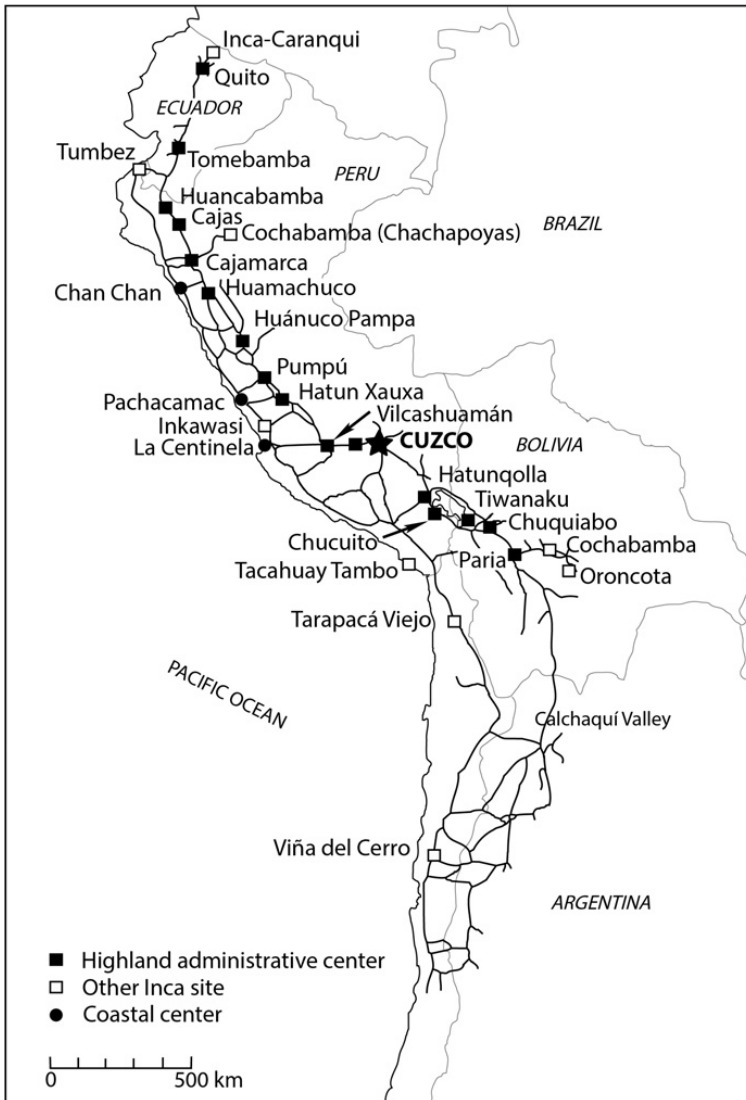 Inca-Caranqui
Quito
ECUADOR
Tumbez
Tomebamba
PERU
Huancabamba
Cajas
BRAZIL
Cochabamba (Chachapoyas)
Cajamarca
Chan Chan
Huamachuco
Huánuco Pampa
Pumpú
Hatun Xauxa
Pachacamac
Vilcashuamán
Inkawasi
CUZCO
La Centinela
BOLIVIA
Hatunqolla
Tiwanaku
Chuquiabo
Chucuito
Cochabamba
Paria
Tacahuay Tambo
Oroncota
Tarapacá Viejo
PACIFIC OCEAN
Calchaquí Valley
Viña del Cerro
ARGENTINA
Highland administrative center
Other Inca site
Coastal center
0 500 km